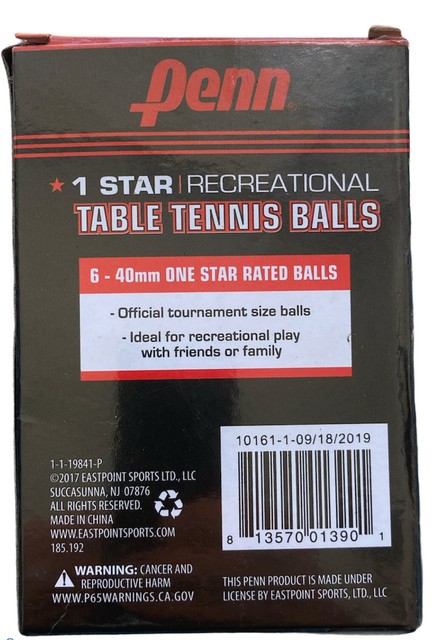 Penn
1 STAR | RECREATIONAL
TABLE TENNIS BALLS
6 - 40mm ONE STAR RATED BALLS
- Official tournament size balls
- Ideal for recreational play
with friends or family
10161-1-09/18/2019
8 13570 01390 1
1-1-19841-P
©2017 EASTPOINT SPORTS LTD., LLC
SUCCASUNNA, NJ 07876
ALL RIGHTS RESERVED.
MADE IN CHINA
WWW.EASTPOINTSPORTS.COM
185.192
WARNING: CANCER AND
REPRODUCTIVE HARM
WWW.P65WARNINGS.CA.GOV
THIS PENN PRODUCT IS MADE UNDER
LICENSE BY EASTPOINT SPORTS, LTD., LLC